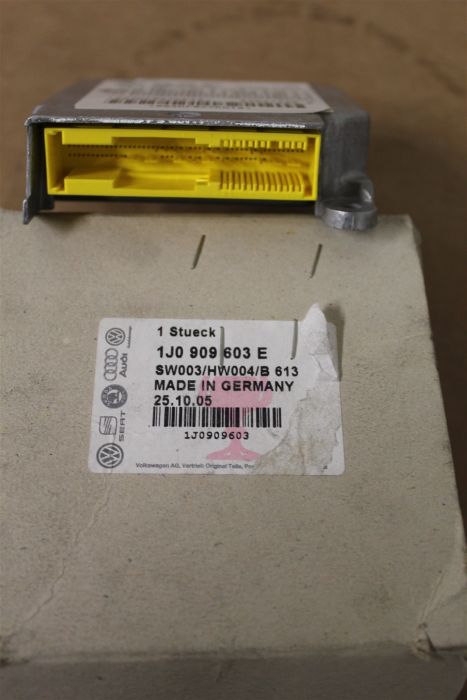 1 Stueck
1J0 909 603 E
SW003/HW004/B 613
MADE IN GERMANY
25.10.05
1J0909603
Volkswagen AG, Vertrieb Original Teile,
Audi
SEAT